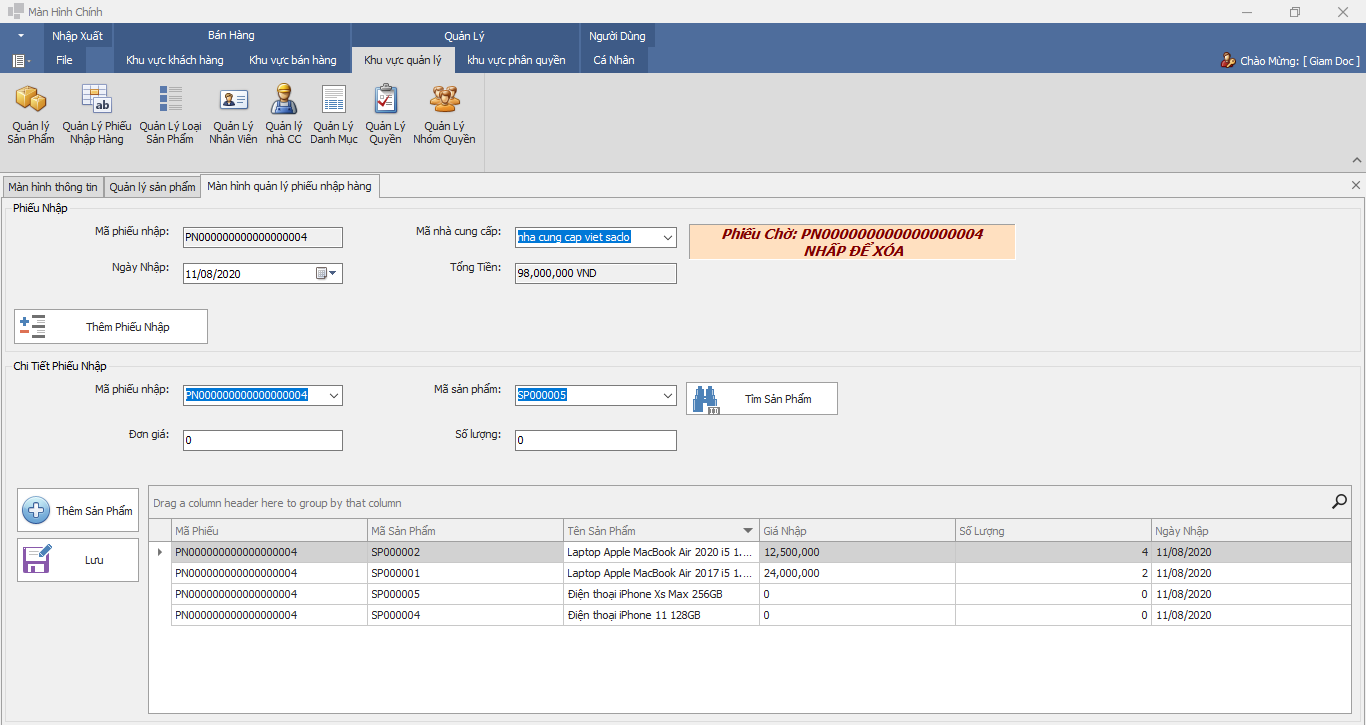 Màn Hình Chính
Nhập Xuất
Bán Hàng
Quản Lý
Người Dùng
File
Khu vực khách hàng
Khu vực bán hàng
Khu vực quản lý
khu vực phân quyền
Cá Nhân
Chào Mừng: [ Giam Doc ]
Quản lý
Sản Phẩm
Quản Lý Phiếu
Nhập Hàng
Quản Lý Loại
Sản Phẩm
Quản Lý
Nhân Viên
Quản lý
nhà CC
Quản Lý
Danh Mục
Quản Lý
Quyền
Quản Lý
Nhóm Quyền
Màn hình thông tin
Quản lý sản phẩm
Màn hình quản lý phiếu nhập hàng
Phiếu Nhập
Mã phiếu nhập:
PN000000000000000004
Mã nhà cung cấp:
nha cung cap viet saclo
Phiếu Chờ: PN000000000000000004
NHẤP ĐỂ XÓA
Ngày Nhập:
11/08/2020
Tổng Tiền:
98,000,000 VND
Thêm Phiếu Nhập
Chi Tiết Phiếu Nhập
Mã phiếu nhập:
PN000000000000000004
Mã sản phẩm:
SP000005
Tìm Sản Phẩm
Đơn giá:
0
Số lượng:
0
Thêm Sản Phẩm
Lưu
Drag a column header here to group by that column
Mã Phiếu Mã Sản Phẩm Tên Sản Phẩm Giá Nhập Số Lượng Ngày Nhập
PN000000000000000004 SP000002 Laptop Apple MacBook Air 2020 i5 1.... 12,500,000 4 11/08/2020
PN000000000000000004 SP000001 Laptop Apple MacBook Air 2017 i5 1.... 24,000,000 2 11/08/2020
PN000000000000000004 SP000005 Điện thoại iPhone Xs Max 256GB 0 0 11/08/2020
PN000000000000000004 SP000004 Điện thoại iPhone 11 128GB 0 0 11/08/2020